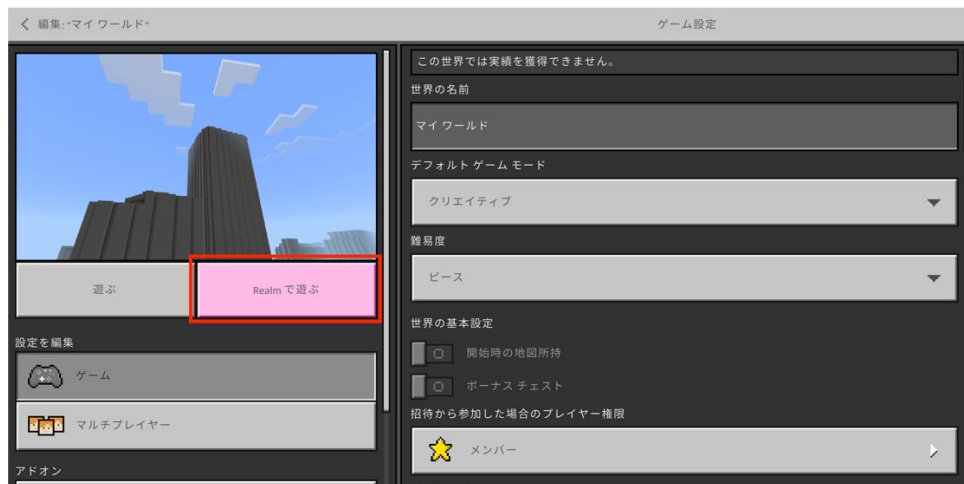 編集:"マイ ワールド"
ゲーム設定
遊ぶ
Realm で遊ぶ
設定を編集
ゲーム
マルチプレイヤー
アドオン
この世界では実績を獲得できません。
世界の名前
マイ ワールド
デフォルト ゲーム モード
クリエイティブ
難易度
ピース
世界の基本設定
開始時の地図所持
ボーナス チェスト
招待から参加した場合のプレイヤー権限
メンバー